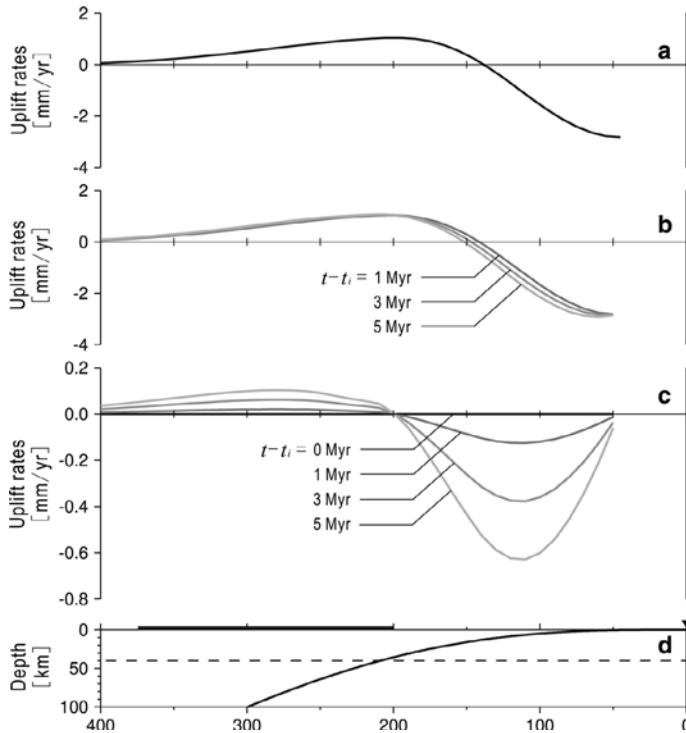 2
0
-2
-4
Uplift rates
[mm/yr]
a
2
0
-2
-4
Uplift rates
[mm/yr]
b
t-ti = 1 Myr
3 Myr
5 Myr
0.2
0.0
-0.2
-0.4
-0.6
-0.8
Uplift rates
[mm/yr]
c
t-ti = 0 Myr
1 Myr
3 Myr
5 Myr
0
50
100
Depth
[km]
d
400
300
200
100
0